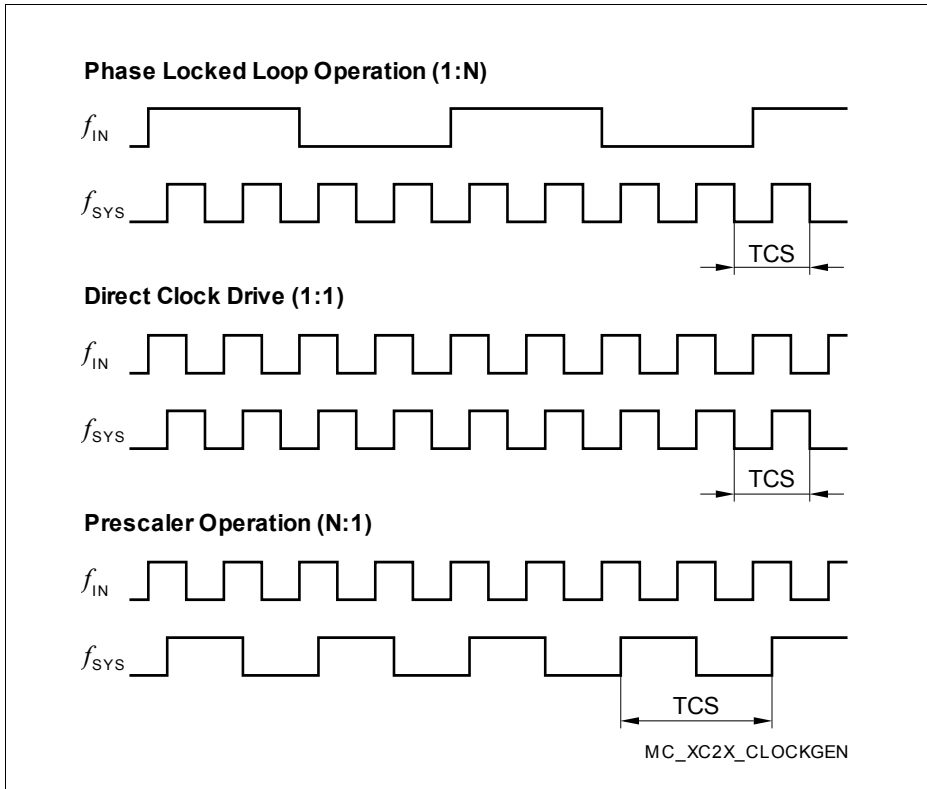 Phase Locked Loop Operation (1:N)
fIN
fSYS
TCS
Direct Clock Drive (1:1)
fIN
fSYS
TCS
Prescaler Operation (N:1)
fIN
fSYS
TCS
MC_XC2X_CLOCKGEN